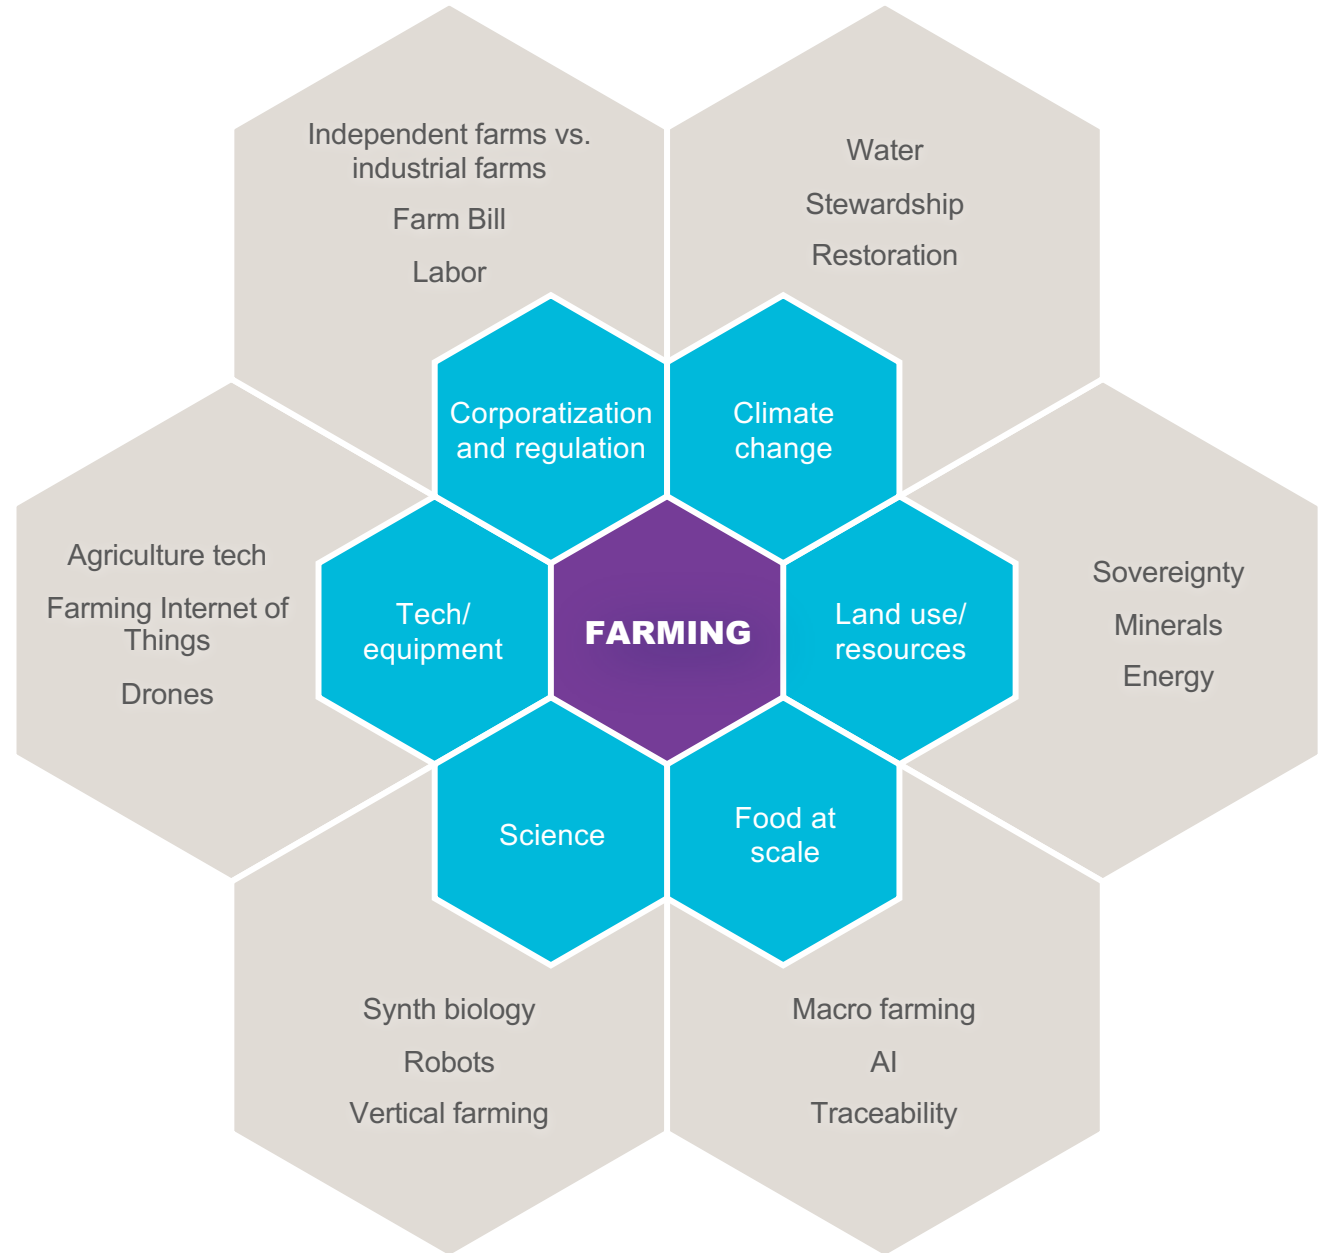 Independent farms vs.
industrial farms
Farm Bill
Labor
Water
Stewardship
Restoration
Corporatization
and regulation
Climate
change
Agriculture tech
Farming Internet of
Things
Drones
Tech/
equipment
FARMING
Land use/
resources
Sovereignty
Minerals
Energy
Science
Food at
scale
Synth biology
Robots
Vertical farming
Macro farming
AI
Traceability